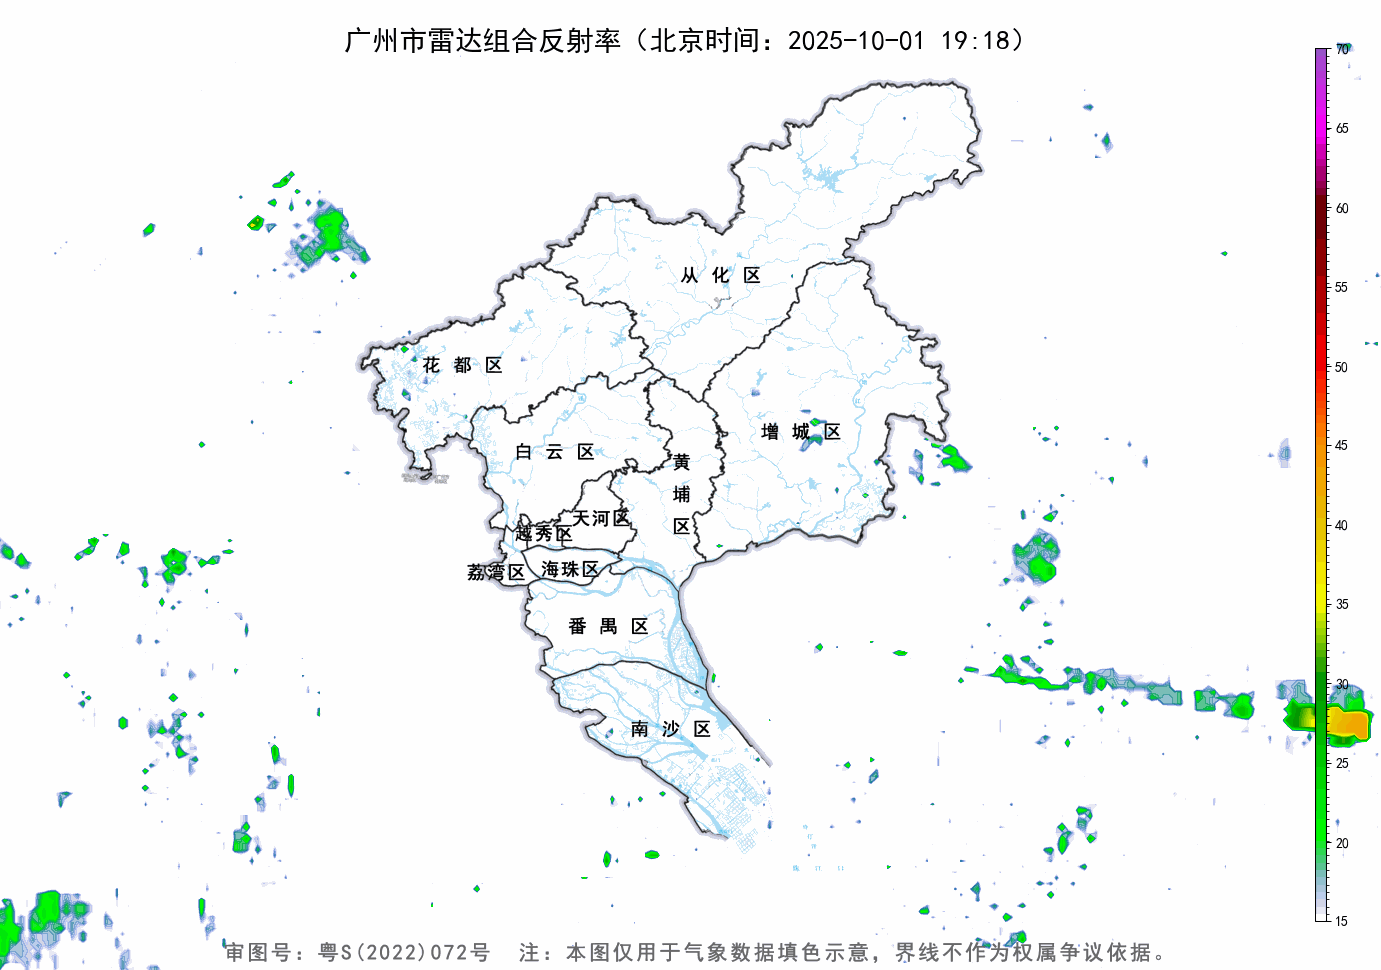 广州市雷达组合反射率（北京时间：2025-10-01 19:18）
70
65
60
55
50
45
40
35
30
25
20
15
从化区
花都区
增城区
白云区
黄埔区
天河区
越秀区
荔湾区
海珠区
番禺区
南沙区
审图号：粤S(2022)072号 注：本图仅用于气象数据填色示意，界线不作为权属争议依据。